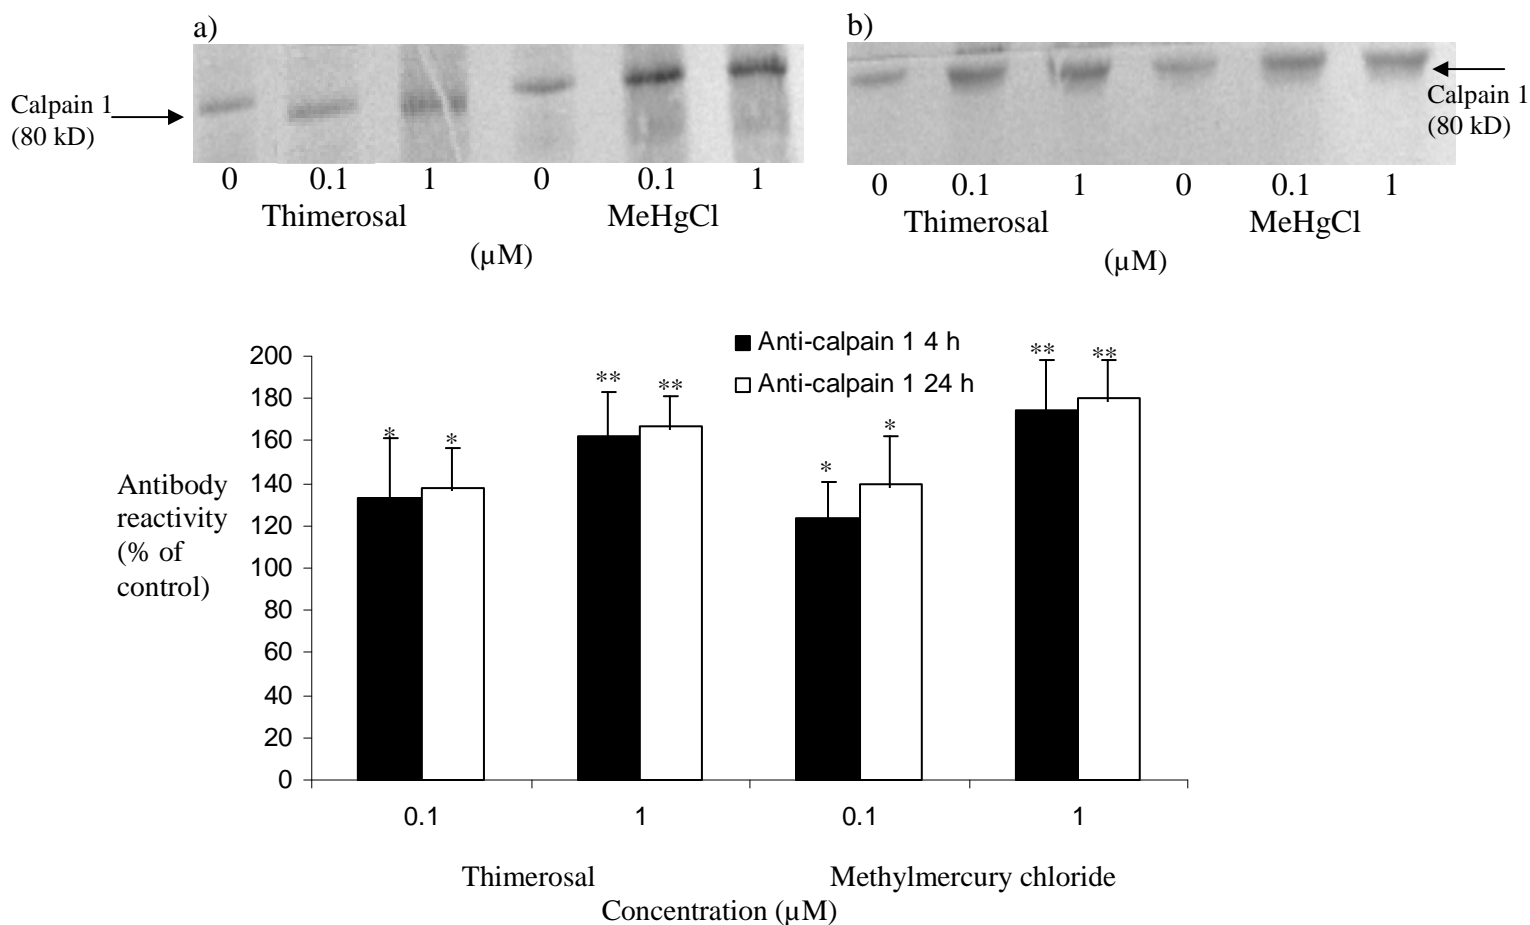 a)
b)
Calpain 1
(80 kD)
Calpain 1
(80 kD)
0 0.1 1 0 0.1 1
Thimerosal MeHgCl
(µM)
0 0.1 1 0 0.1 1
Thimerosal MeHgCl
(µM)
Anti-calpain 1 4 h
Anti-calpain 1 24 h
Antibody
reactivity
(% of
control)
200
180
160
140
120
100
80
60
40
20
0
* * ** ** * * ** **
0.1 1 0.1 1
Thimerosal Methylmercury chloride
Concentration (µM)